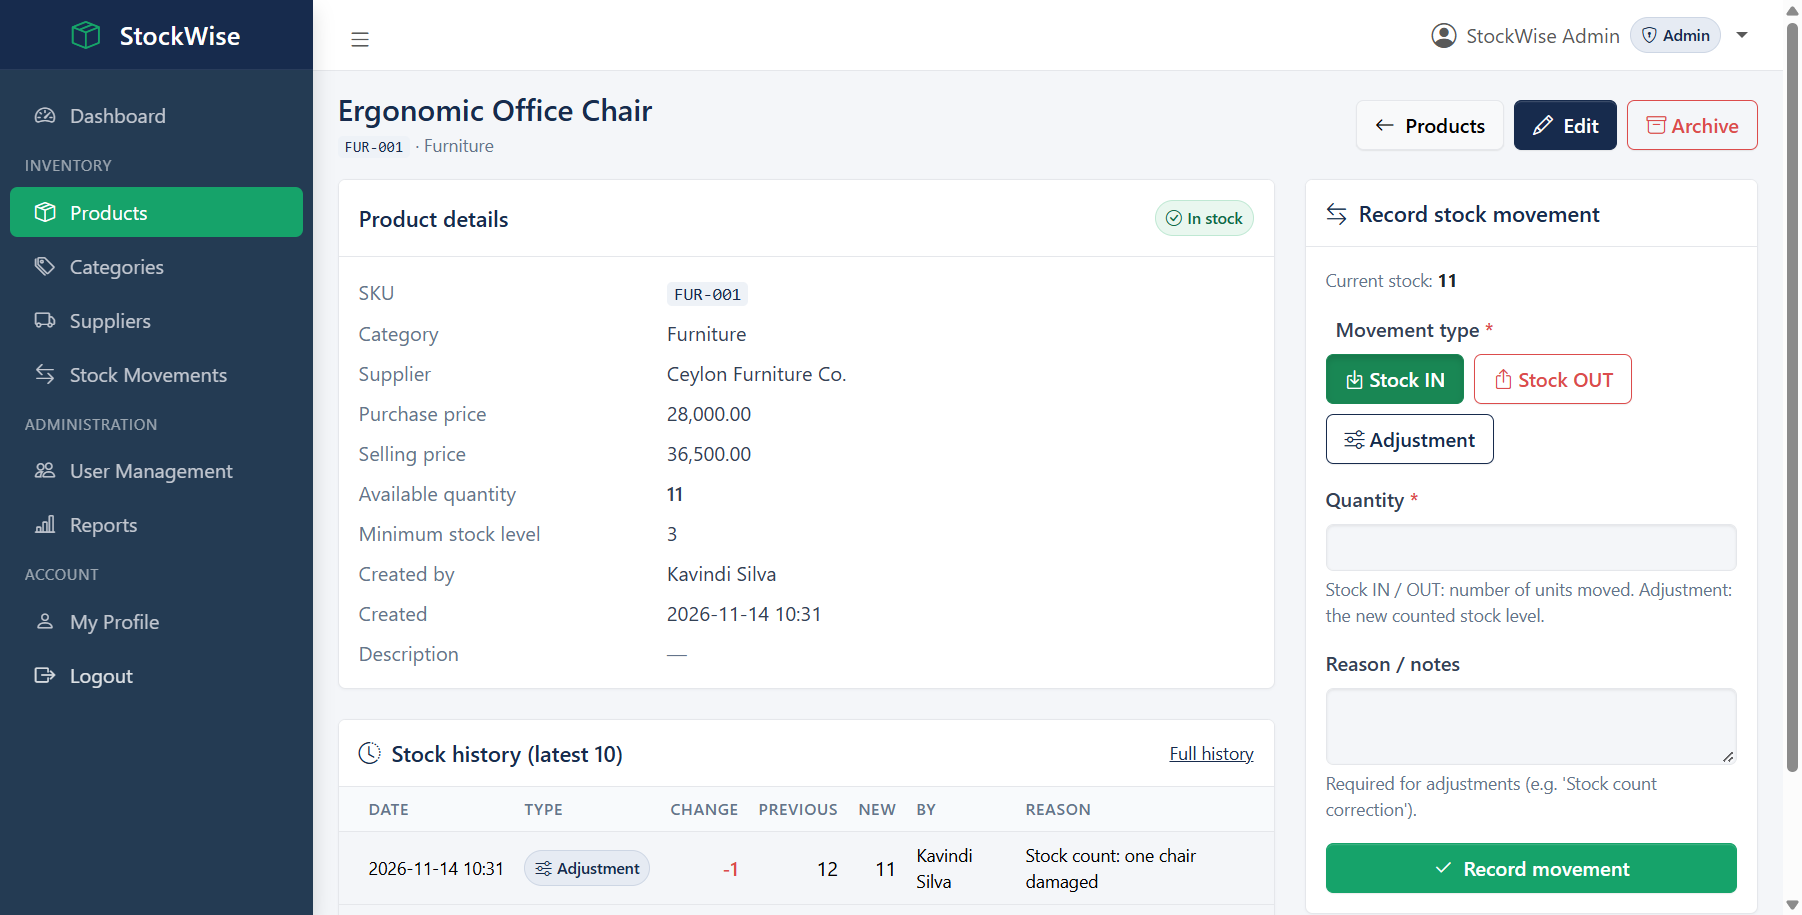 StockWise
Dashboard
INVENTORY
Products
Categories
Suppliers
Stock Movements
ADMINISTRATION
User Management
Reports
ACCOUNT
My Profile
Logout
StockWise Admin
Admin
Ergonomic Office Chair
FUR-001 · Furniture
← Products
Edit
Archive
Product details
In stock
SKU FUR-001
Category Furniture
Supplier Ceylon Furniture Co.
Purchase price 28,000.00
Selling price 36,500.00
Available quantity 11
Minimum stock level 3
Created by Kavindi Silva
Created 2026-11-14 10:31
Description —
Stock history (latest 10)
Full history
DATE TYPE CHANGE PREVIOUS NEW BY REASON
2026-11-14 10:31 Adjustment -1 12 11 Kavindi Silva Stock count: one chair damaged
Record stock movement
Current stock: 11
Movement type *
Stock IN
Stock OUT
Adjustment
Quantity *
Stock IN / OUT: number of units moved. Adjustment:
the new counted stock level.
Reason / notes
Required for adjustments (e.g. 'Stock count
correction').
Record movement